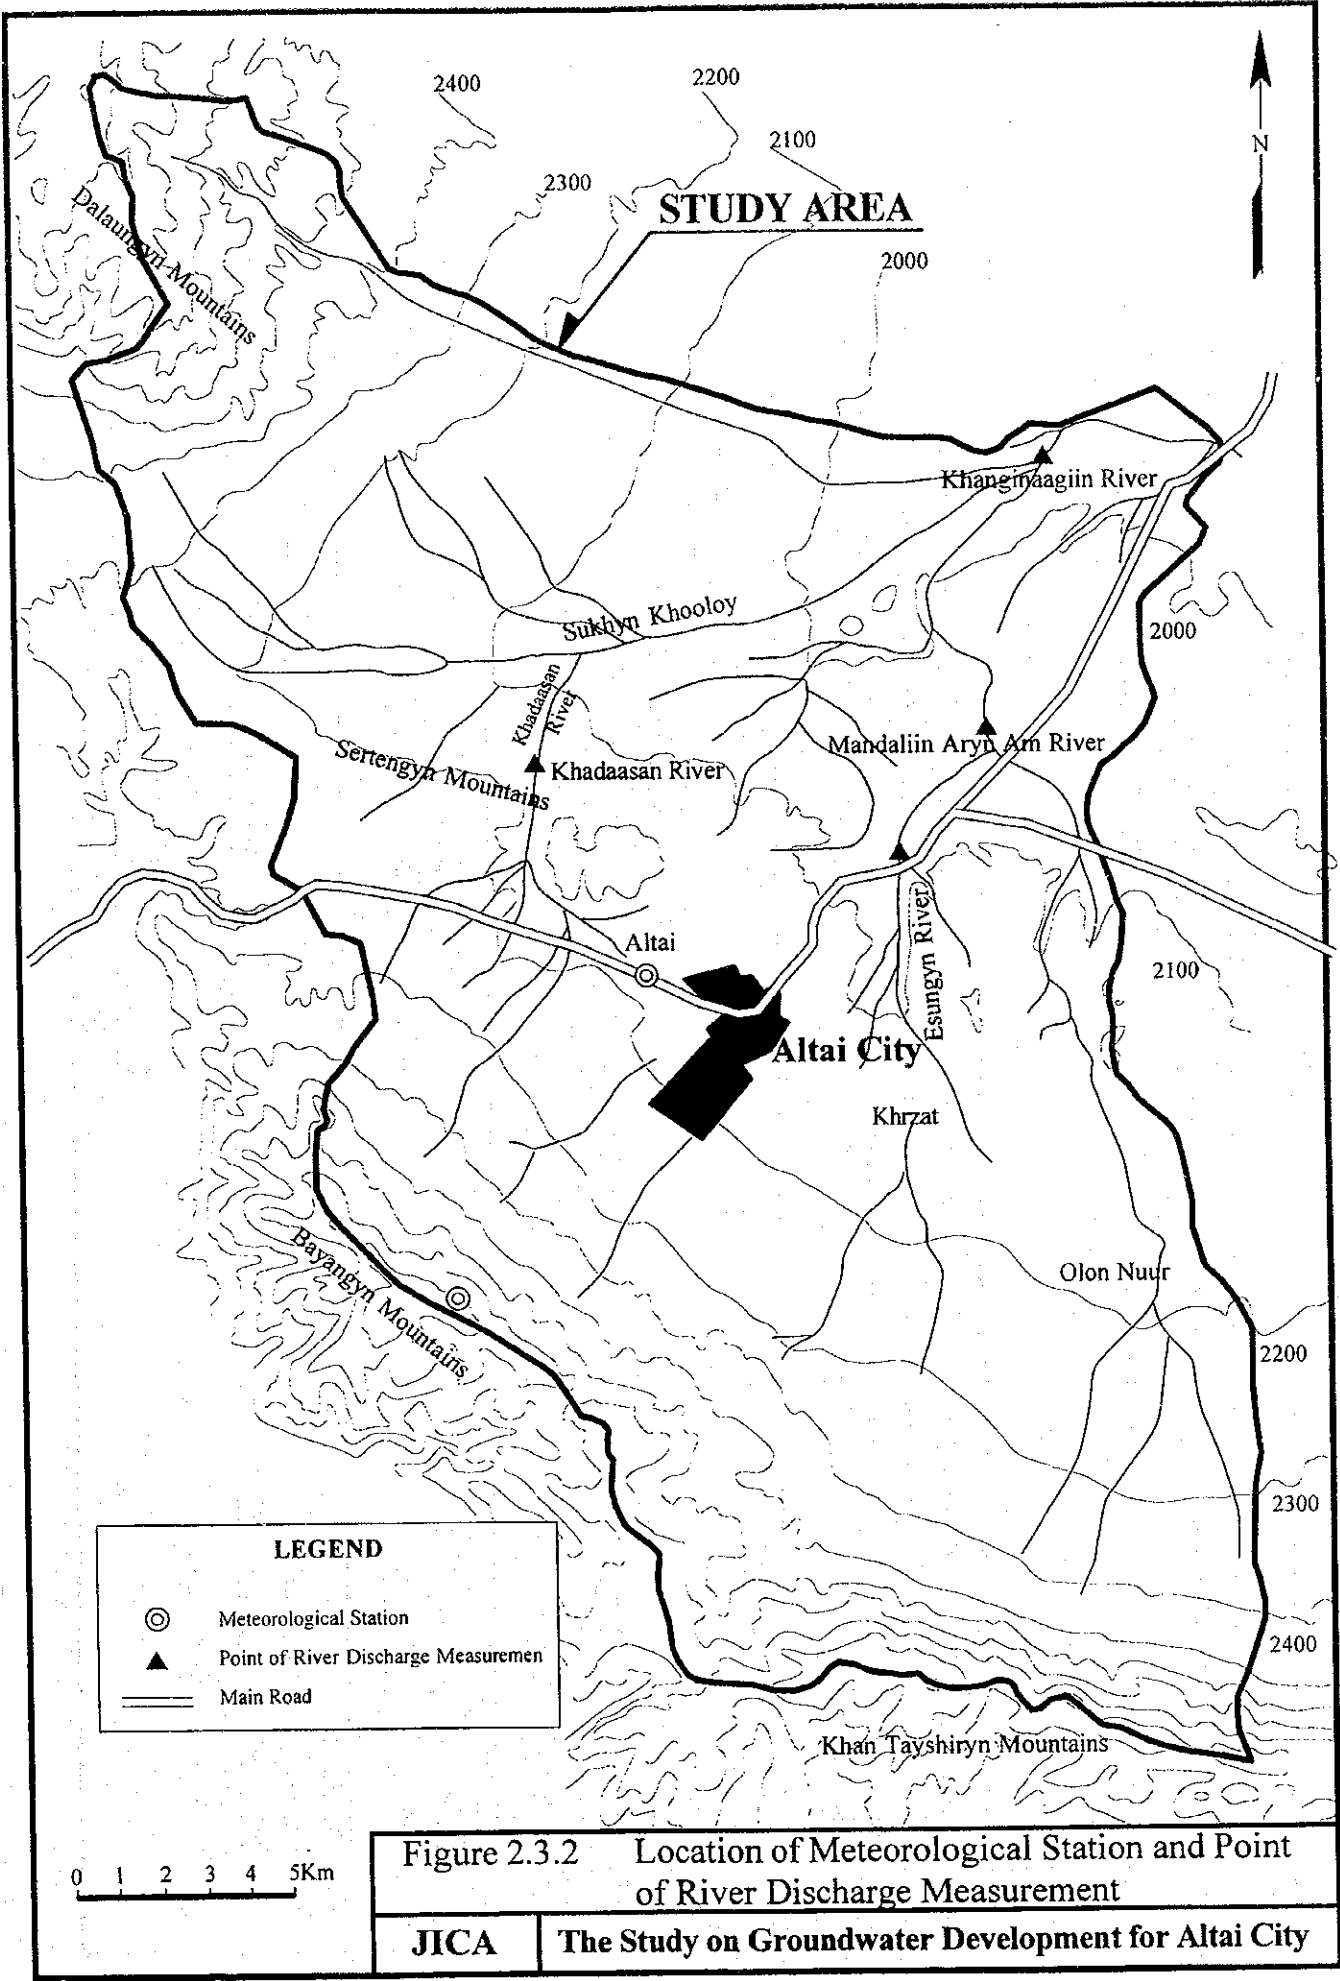 2400
2200
2100
2300
STUDY AREA
2000
N
Dalaungyn Mountains
Khanginaagiin River
Sukhyn Khooloy
2000
Khadaasan
River
Mandaliin Aryn Am River
Sertengyn Mountains
Khadaasan River
Altai
Esungyn River
2100
Altai City
Khrzat
Bayangyn Mountains
Olon Nuur
2200
2300
LEGEND
Meteorological Station
Point of River Discharge Measuremen
Main Road
2400
Khan Tayshiryn Mountains
0 1 2 3 4 5Km
Figure 2.3.2 Location of Meteorological Station and Point
of River Discharge Measurement
JICA The Study on Groundwater Development for Altai City